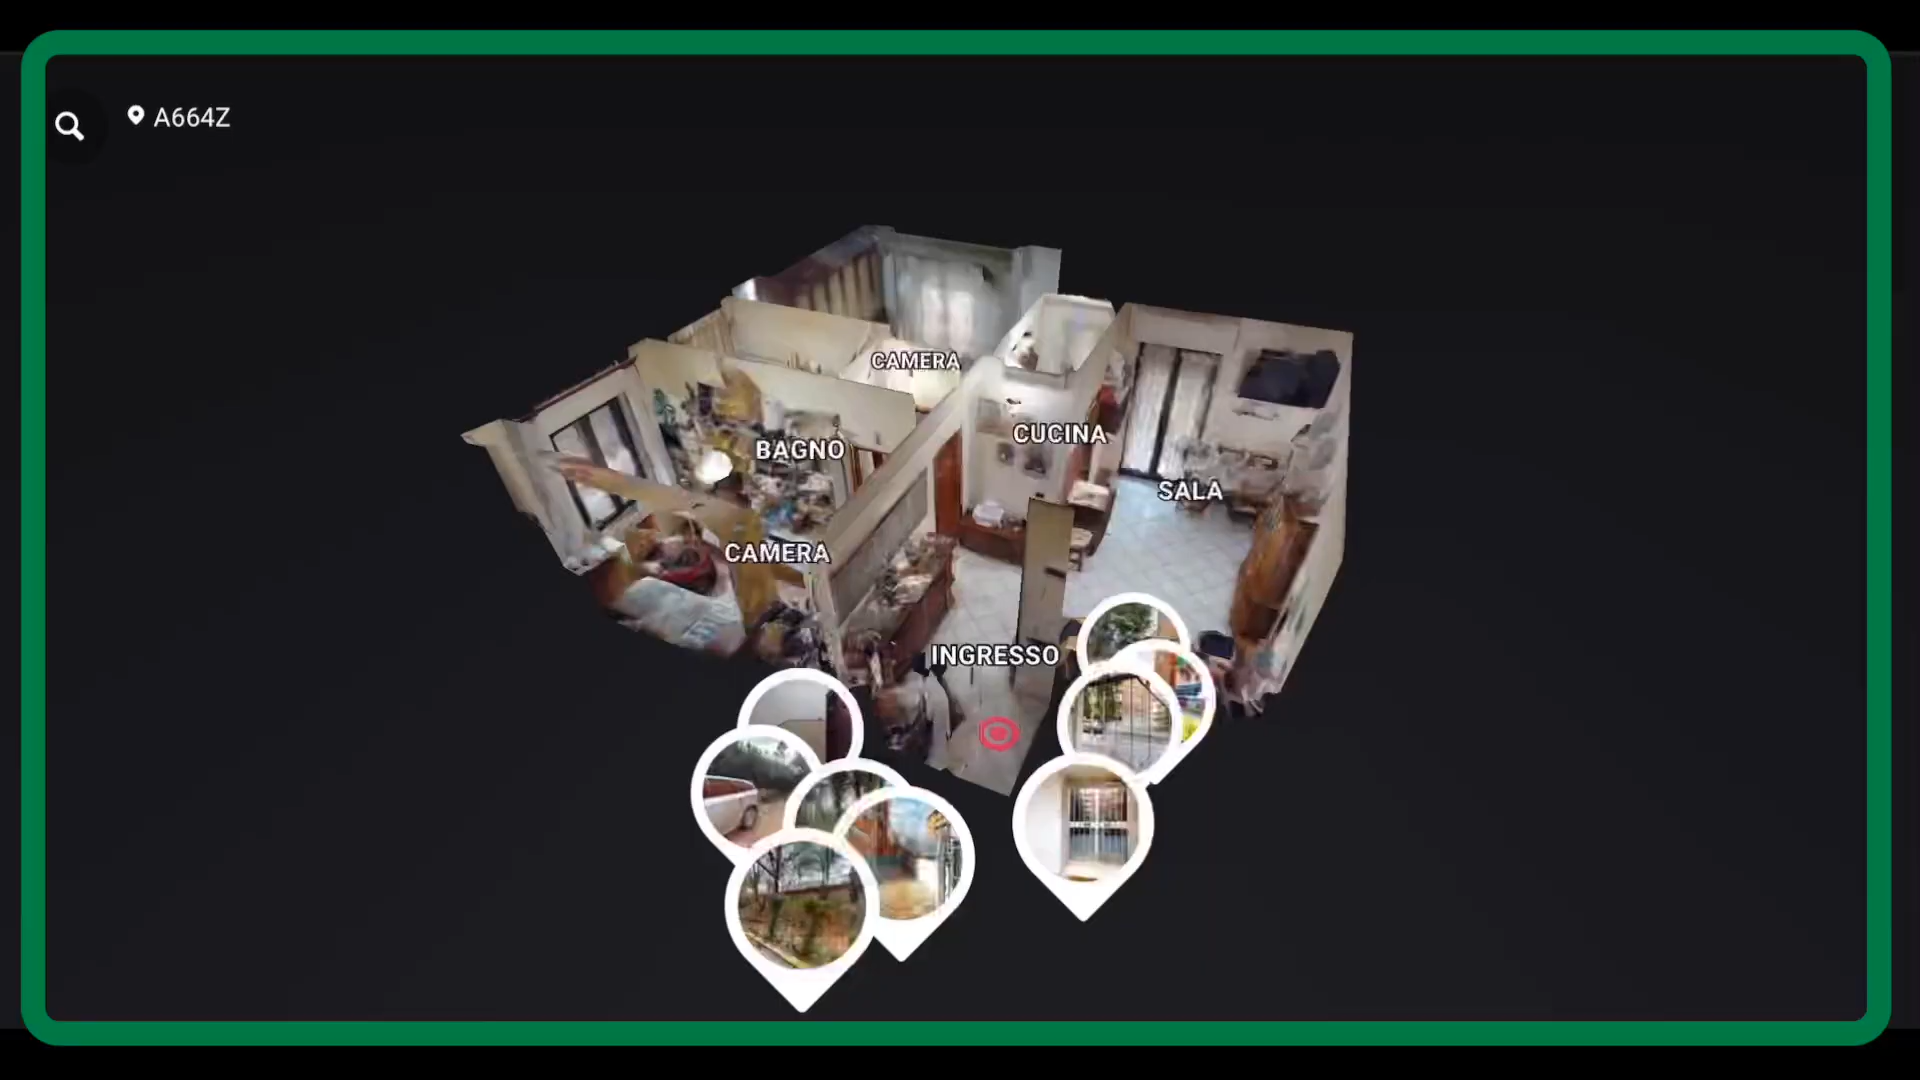 A664Z
CAMERA
CUCINA
BAGNO
SALA
CAMERA
INGRESSO